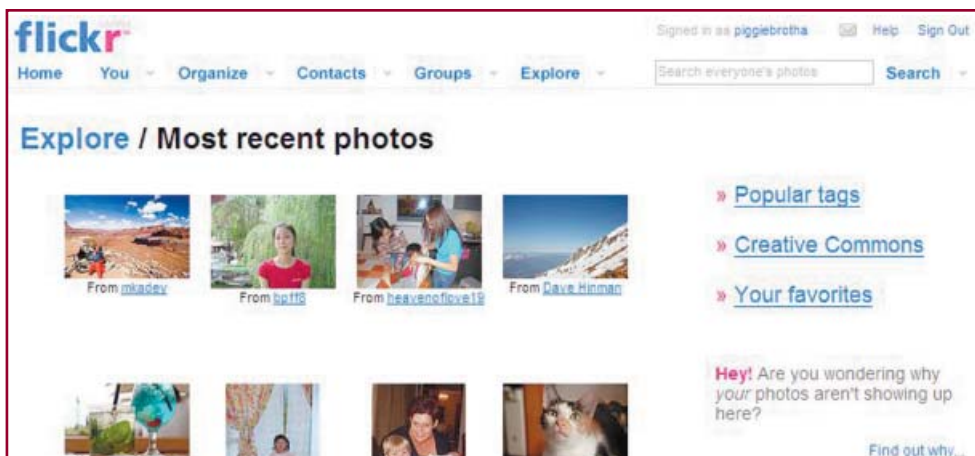 flickr
Signed in as piggiebrotha Help Sign Out
Home You Organize Contacts Groups Explore
Search everyone's photos Search
Explore / Most recent photos
From mkadev
From bpff8
From heavenoflove19
From Dave Hinman
» Popular tags
» Creative Commons
» Your favorites
Hey! Are you wondering why
your photos aren't showing up
here?
Find out why...